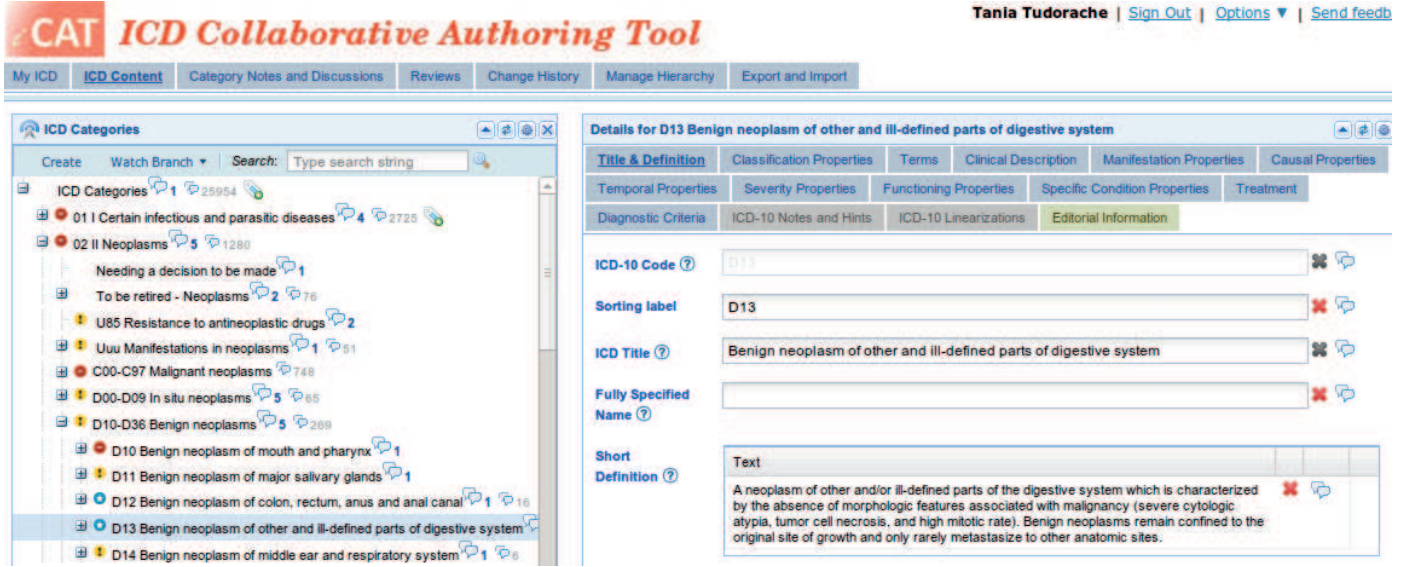 Tania Tudorache | Sign Out | Options ▼ | Send feedb
iCAT ICD Collaborative Authoring Tool
My ICD ICD Content Category Notes and Discussions Reviews Change History Manage Hierarchy Export and Import
ICD Categories
Create Watch Branch Search: Type search string
ICD Categories 1 25954
01 I Certain infectious and parasitic diseases 4 2725
02 II Neoplasms 5 1280
Needing a decision to be made 1
To be retired - Neoplasms 2 76
U85 Resistance to antineoplastic drugs 2
Uuu Manifestations in neoplasms 1 51
C00-C97 Malignant neoplasms 748
D00-D09 In situ neoplasms 5 65
D10-D36 Benign neoplasms 5 269
D10 Benign neoplasm of mouth and pharynx 1
D11 Benign neoplasm of major salivary glands 1
D12 Benign neoplasm of colon, rectum, anus and anal canal 1 16
D13 Benign neoplasm of other and ill-defined parts of digestive system
D14 Benign neoplasm of middle ear and respiratory system 1 6
Details for D13 Benign neoplasm of other and ill-defined parts of digestive system
Title & Definition Classification Properties Terms Clinical Description Manifestation Properties Causal Properties
Temporal Properties Severity Properties Functioning Properties Specific Condition Properties Treatment
Diagnostic Criteria ICD-10 Notes and Hints ICD-10 Linearizations Editorial Information
ICD-10 Code ? D13
Sorting label D13
ICD Title ? Benign neoplasm of other and ill-defined parts of digestive system
Fully Specified
Name ?
Short
Definition ?
Text
A neoplasm of other and/or ill-defined parts of the digestive system which is characterized
by the absence of morphologic features associated with malignancy (severe cytologic
atypia, tumor cell necrosis, and high mitotic rate). Benign neoplasms remain confined to the
original site of growth and only rarely metastasize to other anatomic sites.